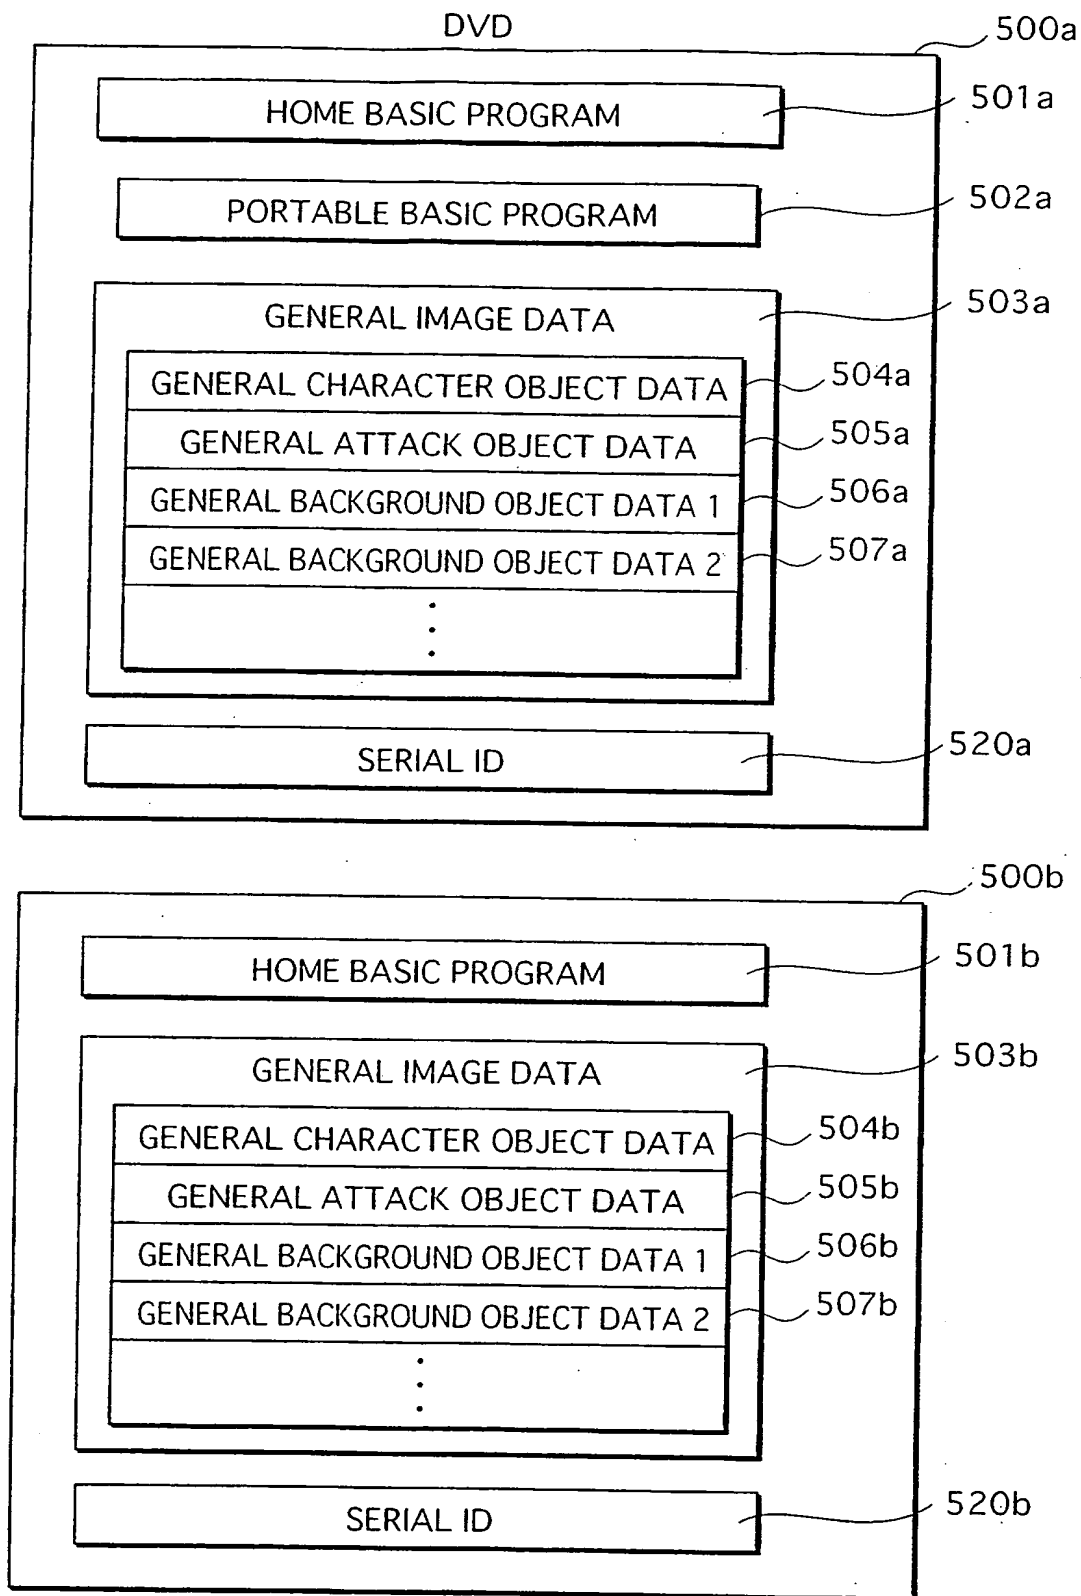 DVD
500a
HOME BASIC PROGRAM 501a
PORTABLE BASIC PROGRAM 502a
GENERAL IMAGE DATA 503a
GENERAL CHARACTER OBJECT DATA 504a
GENERAL ATTACK OBJECT DATA 505a
GENERAL BACKGROUND OBJECT DATA 1 506a
GENERAL BACKGROUND OBJECT DATA 2 507a
SERIAL ID 520a
500b
HOME BASIC PROGRAM 501b
GENERAL IMAGE DATA 503b
GENERAL CHARACTER OBJECT DATA 504b
GENERAL ATTACK OBJECT DATA 505b
GENERAL BACKGROUND OBJECT DATA 1 506b
GENERAL BACKGROUND OBJECT DATA 2 507b
SERIAL ID 520b